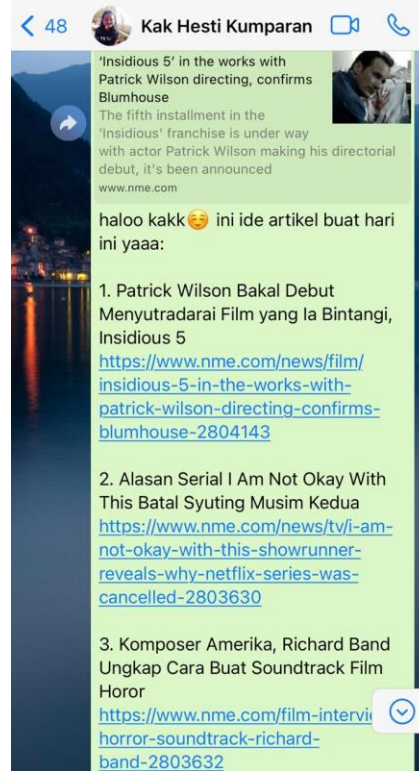 48
Kak Hesti Kumparan
'Insidious 5' in the works with
Patrick Wilson directing, confirms
Blumhouse
The fifth installment in the
'Insidious' franchise is under way
with actor Patrick Wilson making his directorial
debut, it's been announced
www.nme.com
haloo kakk☺️ ini ide artikel buat hari
ini yaaa:
1. Patrick Wilson Bakal Debut
Menyutradarai Film yang Ia Bintangi,
Insidious 5
https://www.nme.com/news/film/
insidious-5-in-the-works-with-
patrick-wilson-directing-confirms-
blumhouse-2804143
2. Alasan Serial I Am Not Okay With
This Batal Syuting Musim Kedua
https://www.nme.com/news/tv/i-am-
not-okay-with-this-showrunner-
reveals-why-netflix-series-was-
cancelled-2803630
3. Komposer Amerika, Richard Band
Ungkap Cara Buat Soundtrack Film
Horor
https://www.nme.com/film-intervie
horror-soundtrack-richard-
band-2803632